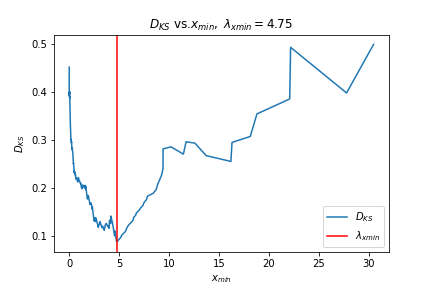 D_KS vs.x_min, λ_xmin = 4.75
0.5
0.4
0.3
0.2
0.1
D_KS
0
5
10
15
20
25
30
x_min
D_KS
λ_xmin